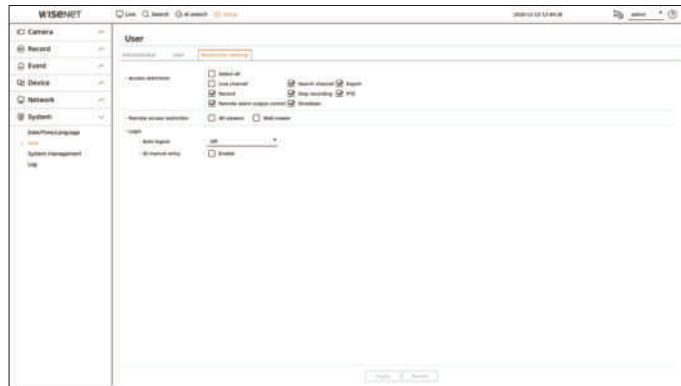 WISENET
Live Search AI search Setup
admin
Camera
Record
Event
Device
Network
System
Date/Time/Language
User
System management
Log
User
Administrator User Restriction settings
- Access restriction
Select all
Live channel Search channel Export
Record Stop recording PTZ
Remote alarm output control Shutdown
- Remote access restriction All viewers Web viewer
- Login
- Auto logout Off
- ID manual entry Enable
Apply Revert